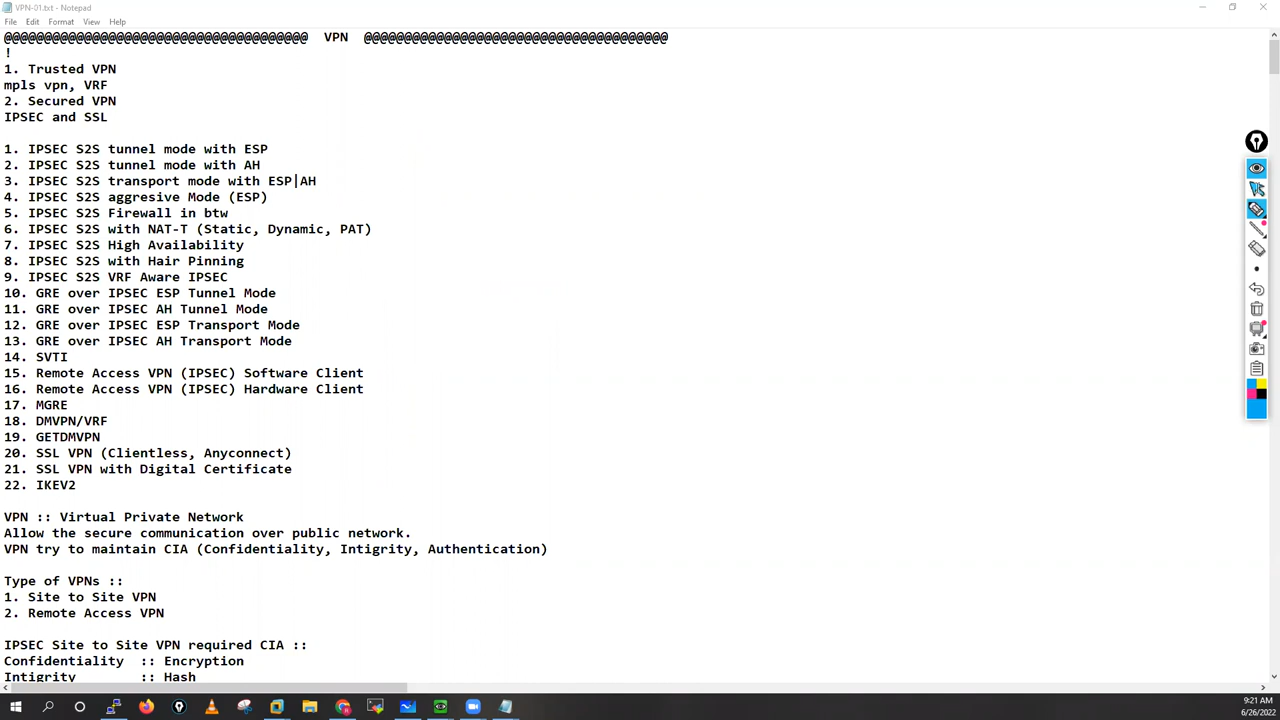 VPN-01.txt - Notepad
File Edit Format View Help
@@@@@@@@@@@@@@@@@@@@@@@@@@@@@@@@@@@@@@ VPN @@@@@@@@@@@@@@@@@@@@@@@@@@@@@@@@@@@@@@
!
1. Trusted VPN
mpls vpn, VRF
2. Secured VPN
IPSEC and SSL
1. IPSEC S2S tunnel mode with ESP
2. IPSEC S2S tunnel mode with AH
3. IPSEC S2S transport mode with ESP|AH
4. IPSEC S2S aggresive Mode (ESP)
5. IPSEC S2S Firewall in btw
6. IPSEC S2S with NAT-T (Static, Dynamic, PAT)
7. IPSEC S2S High Availability
8. IPSEC S2S with Hair Pinning
9. IPSEC S2S VRF Aware IPSEC
10. GRE over IPSEC ESP Tunnel Mode
11. GRE over IPSEC AH Tunnel Mode
12. GRE over IPSEC ESP Transport Mode
13. GRE over IPSEC AH Transport Mode
14. SVTI
15. Remote Access VPN (IPSEC) Software Client
16. Remote Access VPN (IPSEC) Hardware Client
17. MGRE
18. DMVPN/VRF
19. GETDMVPN
20. SSL VPN (Clientless, Anyconnect)
21. SSL VPN with Digital Certificate
22. IKEV2
VPN :: Virtual Private Network
Allow the secure communication over public network.
VPN try to maintain CIA (Confidentiality, Intigrity, Authentication)
Type of VPNs ::
1. Site to Site VPN
2. Remote Access VPN
IPSEC Site to Site VPN required CIA ::
Confidentiality :: Encryption
Intigrity :: Hash
9:21 AM
6/26/2022